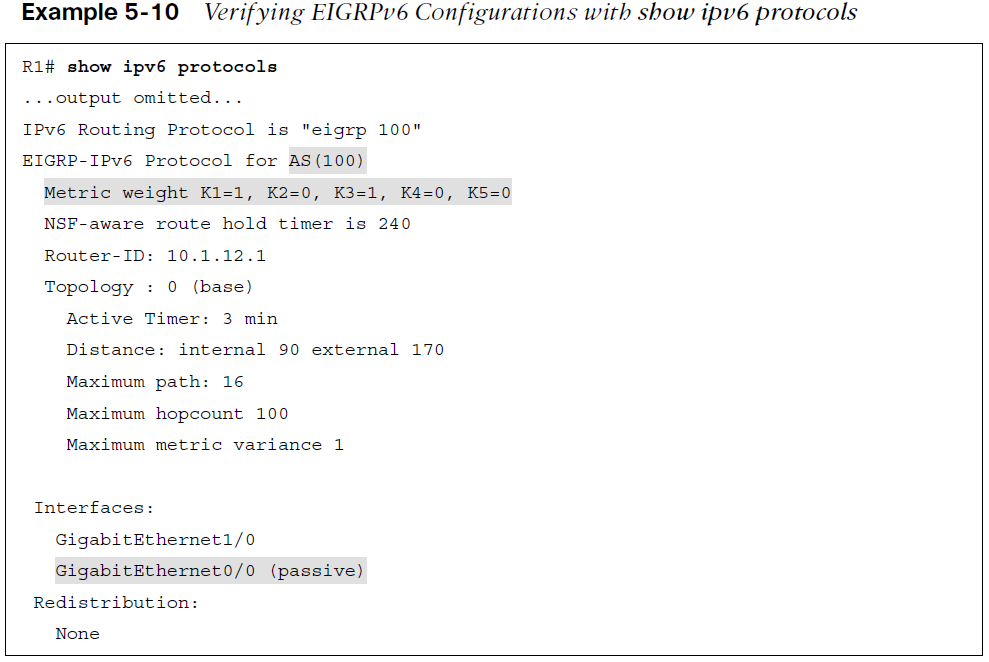 Example 5-10 Verifying EIGRPv6 Configurations with show ipv6 protocols
R1# show ipv6 protocols
...output omitted...
IPv6 Routing Protocol is "eigrp 100"
EIGRP-IPv6 Protocol for AS(100)
Metric weight K1=1, K2=0, K3=1, K4=0, K5=0
NSF-aware route hold timer is 240
Router-ID: 10.1.12.1
Topology : 0 (base)
Active Timer: 3 min
Distance: internal 90 external 170
Maximum path: 16
Maximum hopcount 100
Maximum metric variance 1
Interfaces:
GigabitEthernet1/0
GigabitEthernet0/0 (passive)
Redistribution:
None